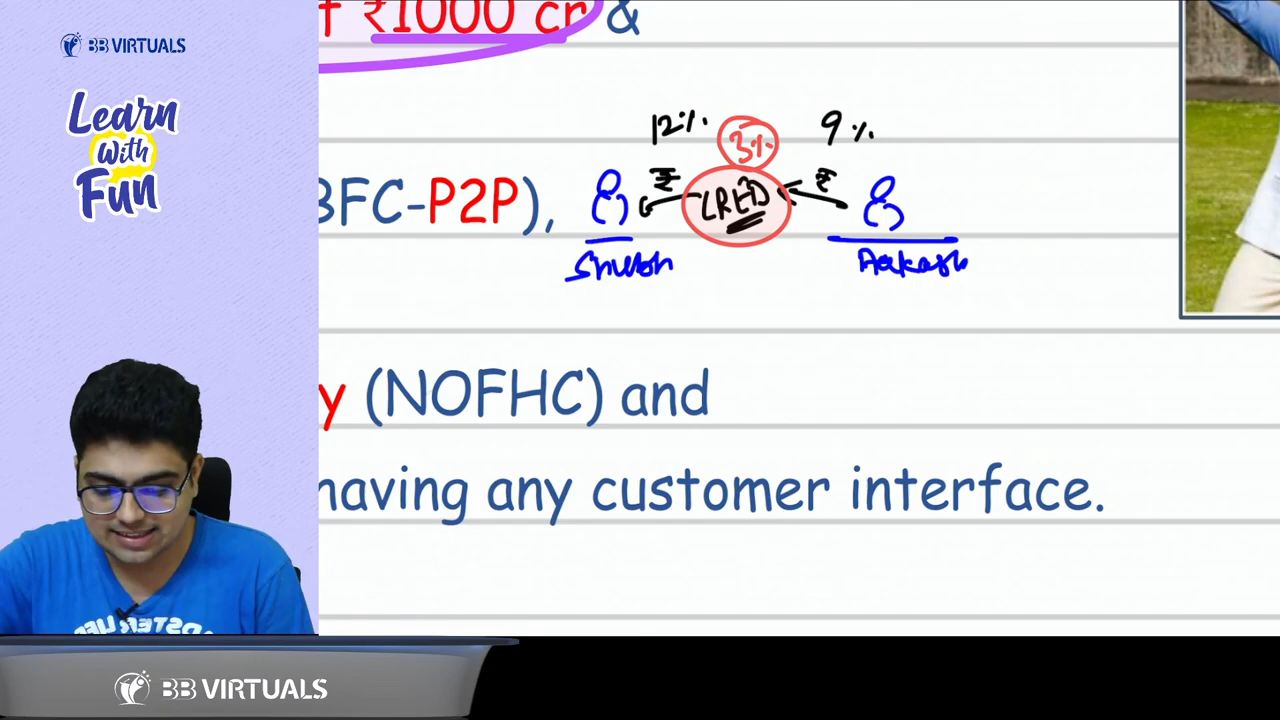 BB VIRTUALS
Learn
With
Fun
f ₹1000 cr &
12%
3%
9%
BFC-P2P),
₹
CRED
₹
Shubh
Aakash
y (NOFHC) and
having any customer interface.
BB VIRTUALS